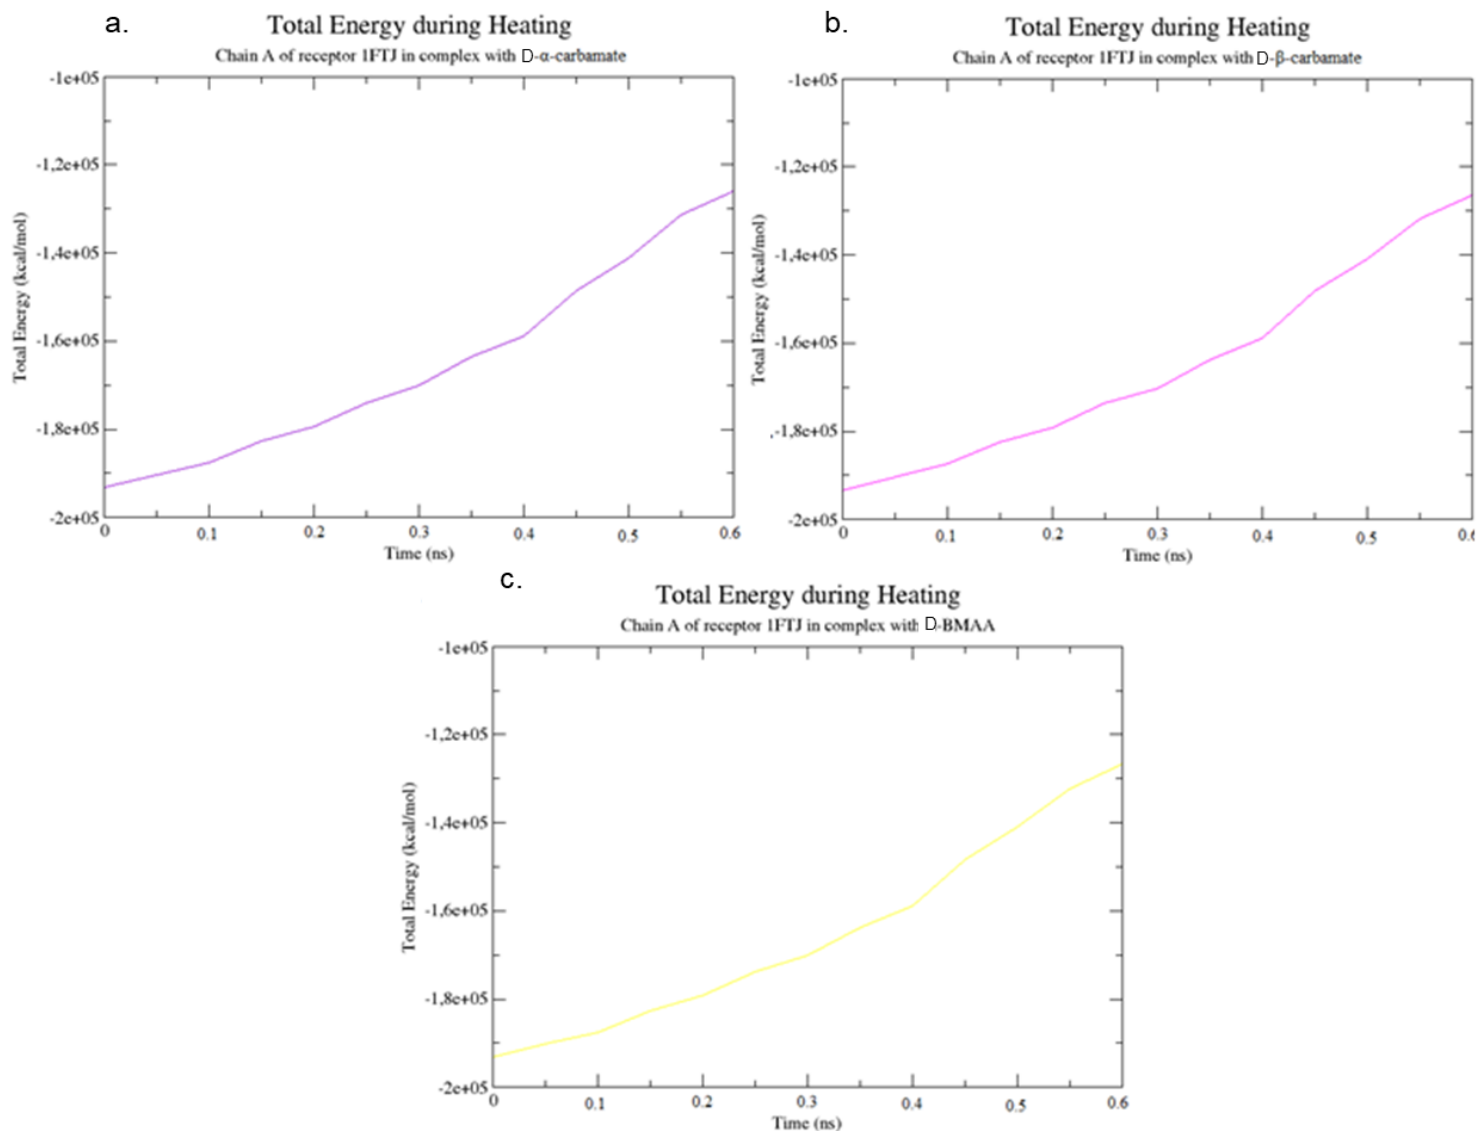 a.
Total Energy during Heating
Chain A of receptor 1FTJ in complex with D-α-carbamate
-1e+05
-1,2e+05
-1,4e+05
-1,6e+05
-1,8e+05
-2e+05
Total Energy (kcal/mol)
0 0.1 0.2 0.3 0.4 0.5 0.6
Time (ns)
b.
Total Energy during Heating
Chain A of receptor 1FTJ in complex with D-β-carbamate
-1e+05
-1,2e+05
-1,4e+05
-1,6e+05
-1,8e+05
-2e+05
Total Energy (kcal/mol)
0 0.1 0.2 0.3 0.4 0.5 0.6
Time (ns)
c.
Total Energy during Heating
Chain A of receptor 1FTJ in complex with D-BMAA
-1e+05
-1,2e+05
-1,4e+05
-1,6e+05
-1,8e+05
-2e+05
Total Energy (kcal/mol)
0 0.1 0.2 0.3 0.4 0.5 0.6
Time (ns)